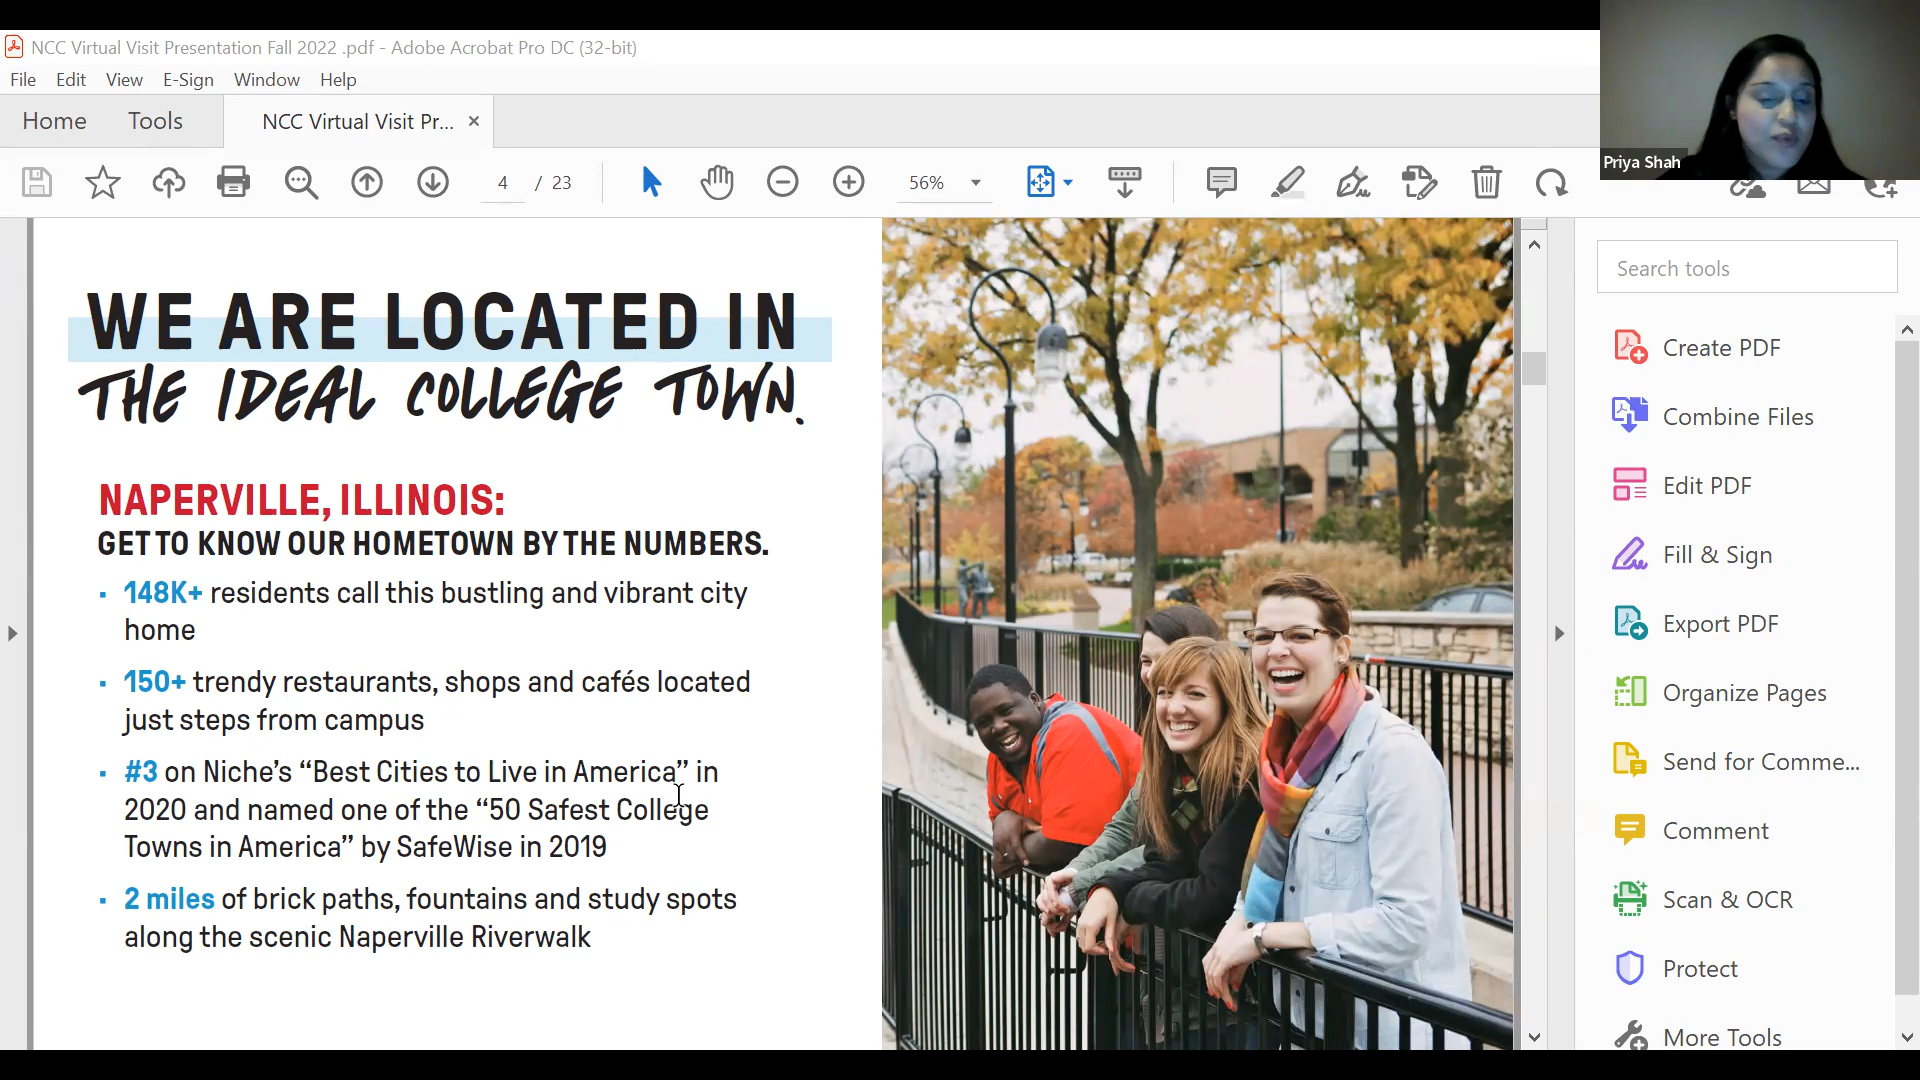 NCC Virtual Visit Presentation Fall 2022 .pdf - Adobe Acrobat Pro DC (32-bit)
File Edit View E-Sign Window Help
Home Tools NCC Virtual Visit Pr... ×
4 / 23 56%
Priya Shah
WE ARE LOCATED IN
THE IDEAL COLLEGE TOWN.
NAPERVILLE, ILLINOIS:
GET TO KNOW OUR HOMETOWN BY THE NUMBERS.
▪ 148K+ residents call this bustling and vibrant city
home
▪ 150+ trendy restaurants, shops and cafés located
just steps from campus
▪ #3 on Niche’s “Best Cities to Live in America” in
2020 and named one of the “50 Safest College
Towns in America” by SafeWise in 2019
▪ 2 miles of brick paths, fountains and study spots
along the scenic Naperville Riverwalk
Search tools
Create PDF
Combine Files
Edit PDF
Fill & Sign
Export PDF
Organize Pages
Send for Comme...
Comment
Scan & OCR
Protect
More Tools